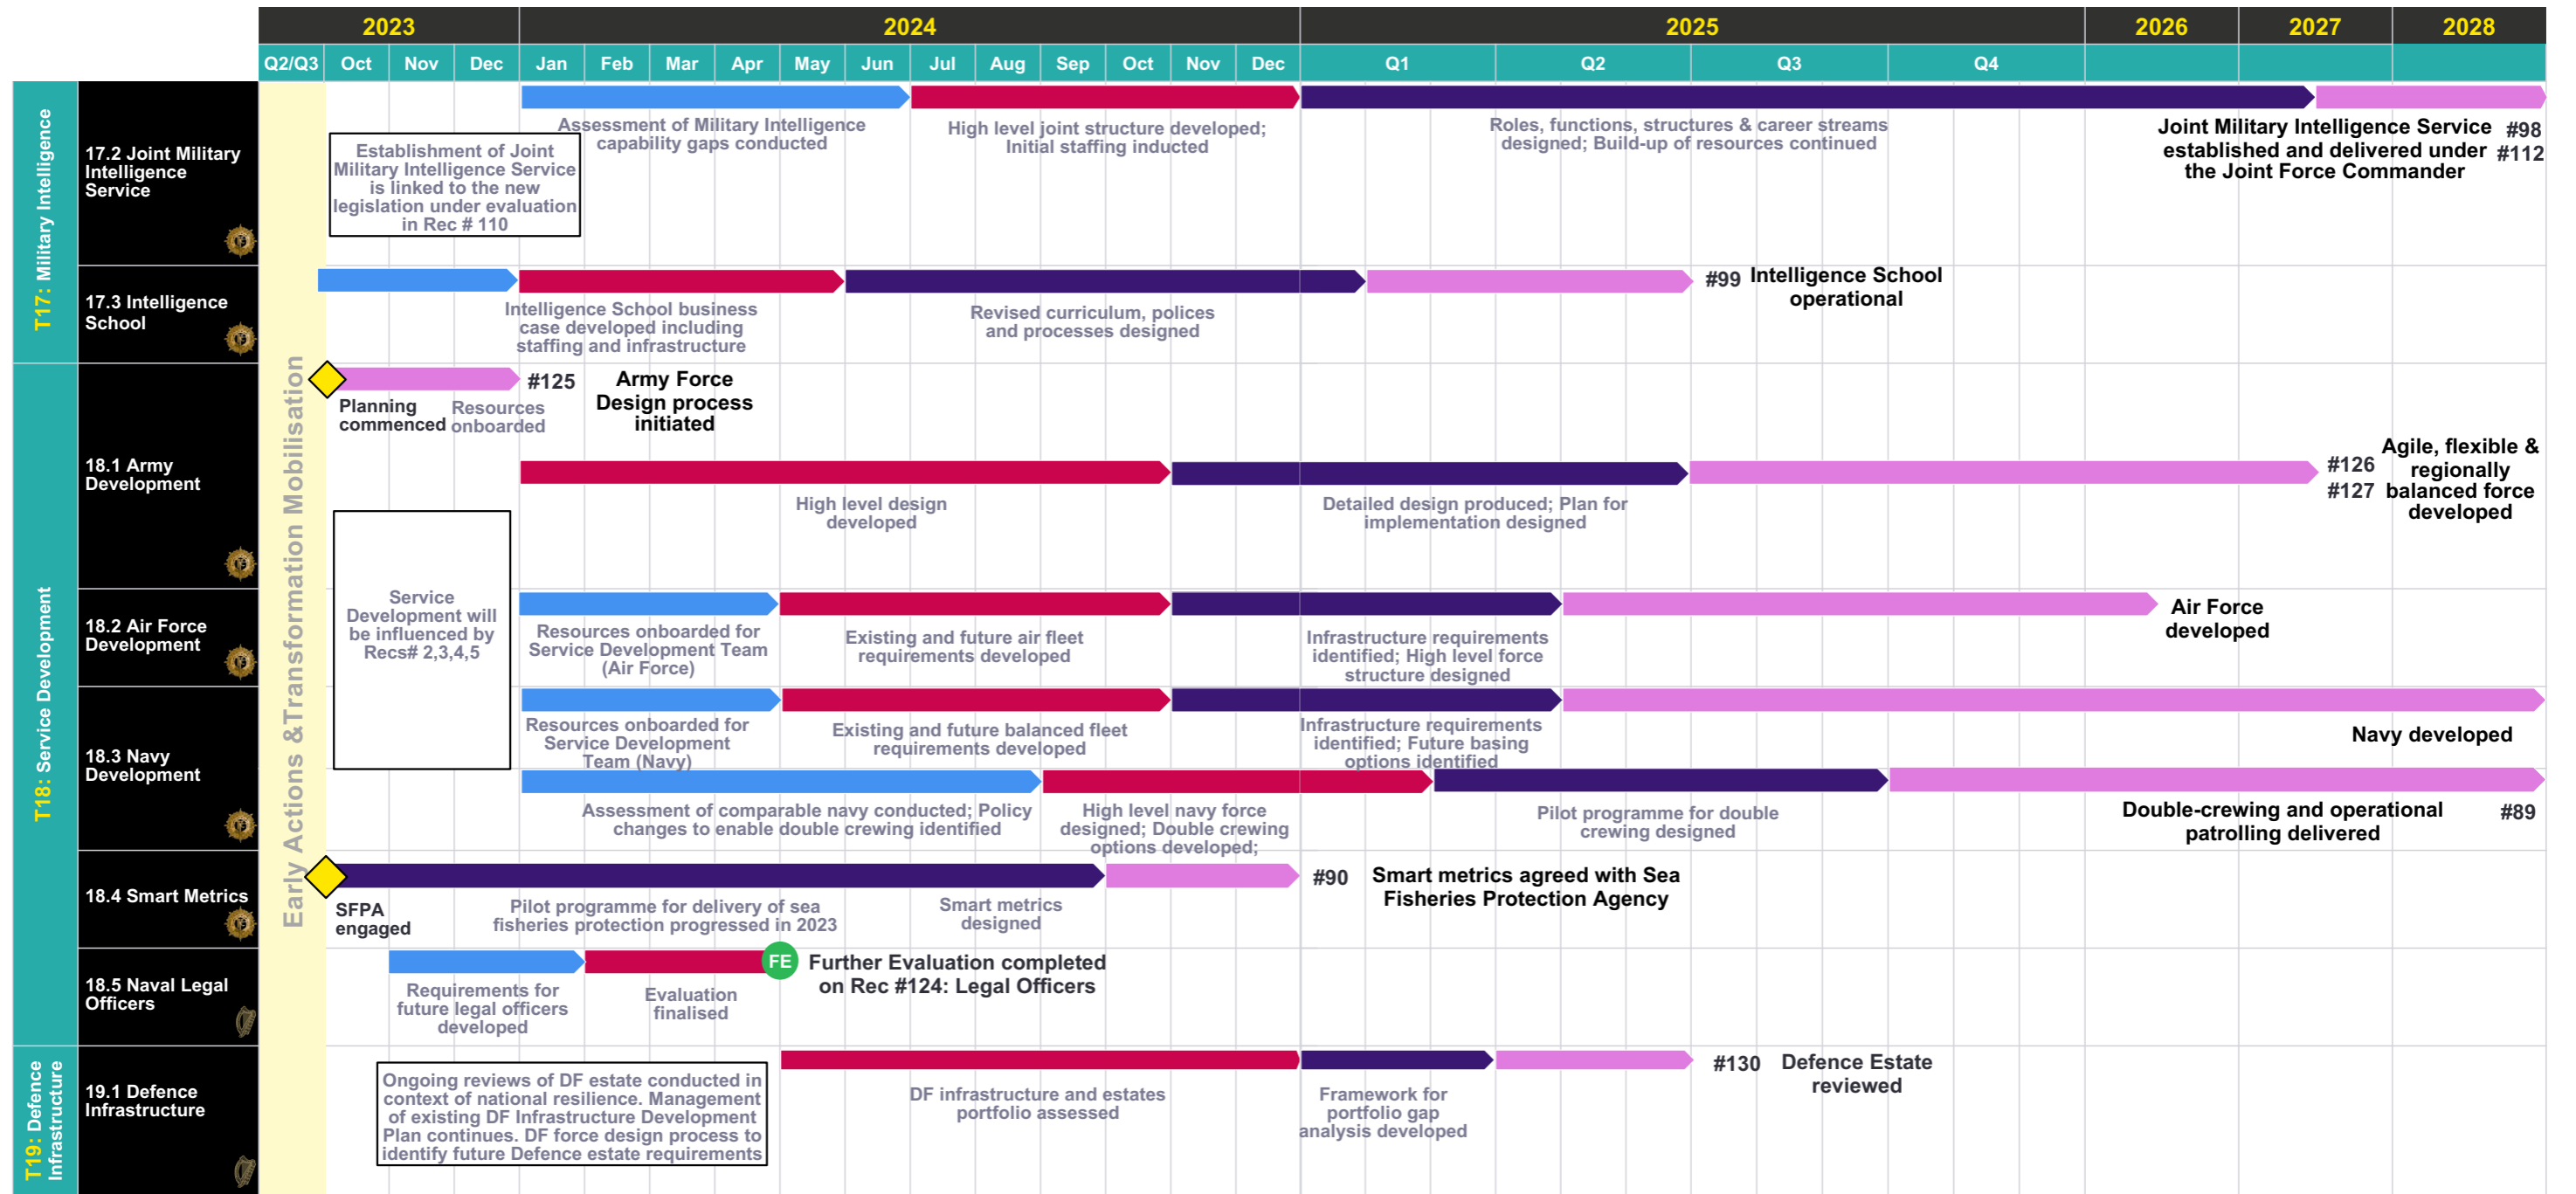 2023
2024
2025
2026
2027
2028
Q2/Q3
Oct
Nov
Dec
Jan
Feb
Mar
Apr
May
Jun
Jul
Aug
Sep
Oct
Nov
Dec
Q1
Q2
Q3
Q4
Early Actions &Transformation Mobilisation
T17: Military Intelligence
17.2 Joint Military
Intelligence
Service
Establishment of Joint
Military Intelligence Service
is linked to the new
legislation under evaluation
in Rec # 110
Assessment of Military Intelligence
capability gaps conducted
High level joint structure developed;
Initial staffing inducted
Roles, functions, structures & career streams
designed; Build-up of resources continued
Joint Military Intelligence Service
established and delivered under
the Joint Force Commander
#98
#112
17.3 Intelligence
School
Intelligence School business
case developed including
staffing and infrastructure
Revised curriculum, polices
and processes designed
#99
Intelligence School
operational
T18: Service Development
18.1 Army
Development
Planning
commenced
Resources
onboarded
#125
Army Force
Design process
initiated
High level design
developed
Detailed design produced; Plan for
implementation designed
#126
#127
Agile, flexible &
regionally
balanced force
developed
Service
Development will
be influenced by
Recs# 2,3,4,5
18.2 Air Force
Development
Resources onboarded for
Service Development Team
(Air Force)
Existing and future air fleet
requirements developed
Infrastructure requirements
identified; High level force
structure designed
Air Force
developed
18.3 Navy
Development
Resources onboarded for
Service Development
Team (Navy)
Existing and future balanced fleet
requirements developed
Infrastructure requirements
identified; Future basing
options identified
Navy developed
Assessment of comparable navy conducted; Policy
changes to enable double crewing identified
High level navy force
designed; Double crewing
options developed;
Pilot programme for double
crewing designed
Double-crewing and operational
patrolling delivered
#89
18.4 Smart Metrics
SFPA
engaged
Pilot programme for delivery of sea
fisheries protection progressed in 2023
Smart metrics
designed
#90
Smart metrics agreed with Sea
Fisheries Protection Agency
18.5 Naval Legal
Officers
Requirements for
future legal officers
developed
Evaluation
finalised
FE
Further Evaluation completed
on Rec #124: Legal Officers
T19: Defence
Infrastructure
19.1 Defence
Infrastructure
Ongoing reviews of DF estate conducted in
context of national resilience. Management
of existing DF Infrastructure Development
Plan continues. DF force design process to
identify future Defence estate requirements
DF infrastructure and estates
portfolio assessed
Framework for
portfolio gap
analysis developed
#130
Defence Estate
reviewed